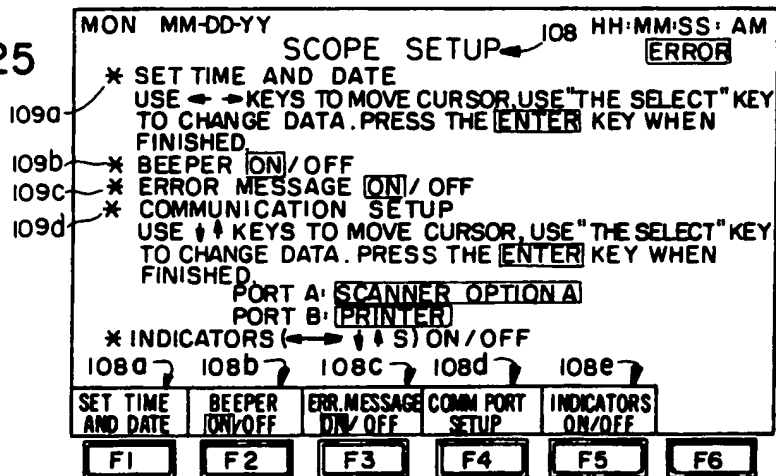 25
MON MM-DD-YY HH:MM:SS: AM
SCOPE SETUP 108 ERROR
109a * SET TIME AND DATE
USE ← → KEYS TO MOVE CURSOR, USE "THE SELECT" KEY
TO CHANGE DATA. PRESS THE ENTER KEY WHEN
FINISHED.
109b * BEEPER ON/OFF
109c * ERROR MESSAGE ON/ OFF
109d * COMMUNICATION SETUP
USE ↓ ↑ KEYS TO MOVE CURSOR, USE "THE SELECT" KEY
TO CHANGE DATA. PRESS THE ENTER KEY WHEN
FINISHED.
PORT A: SCANNER OPTION A
PORT B: PRINTER
* INDICATORS (←→ ↓ ↑ S) ON/OFF
108a 108b 108c 108d 108e
SET TIME AND DATE
BEEPER ON/OFF
ERR. MESSAGE ON/ OFF
COMM PORT SETUP
INDICATORS ON/OFF
F1 F2 F3 F4 F5 F6